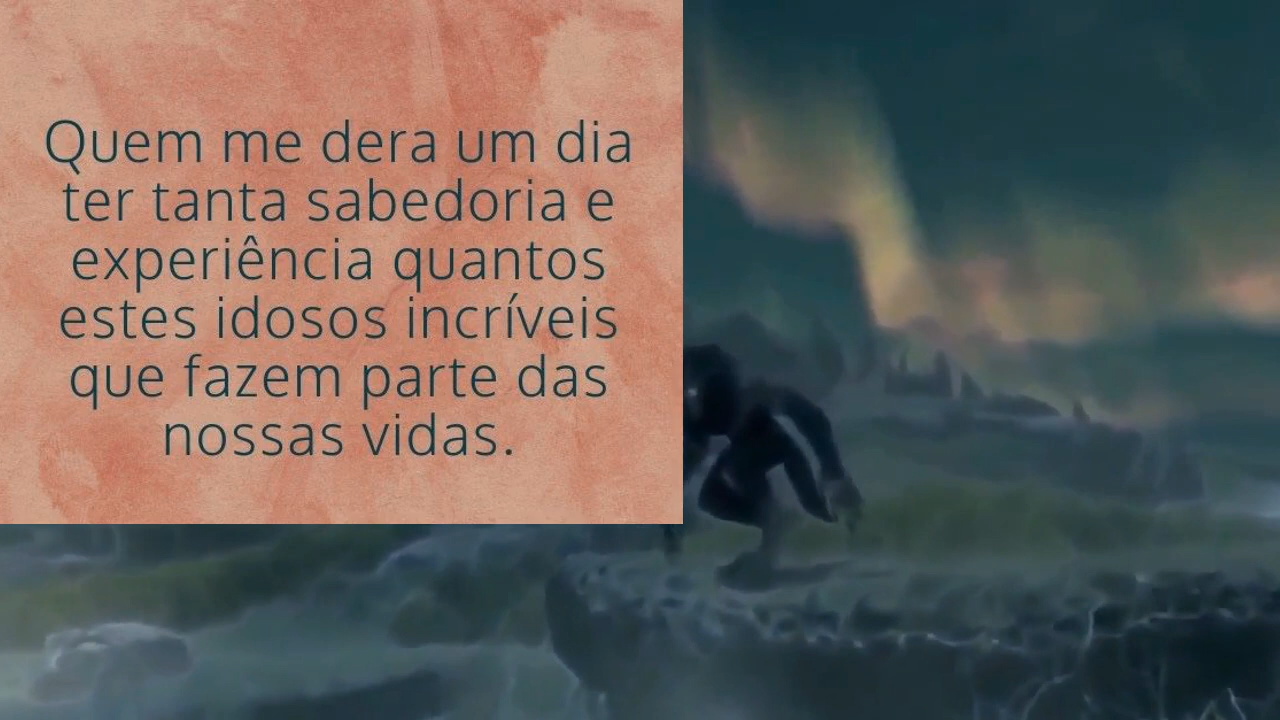 Quem me dera um dia
ter tanta sabedoria e
experiência quantos
estes idosos incríveis
que fazem parte das
nossas vidas.